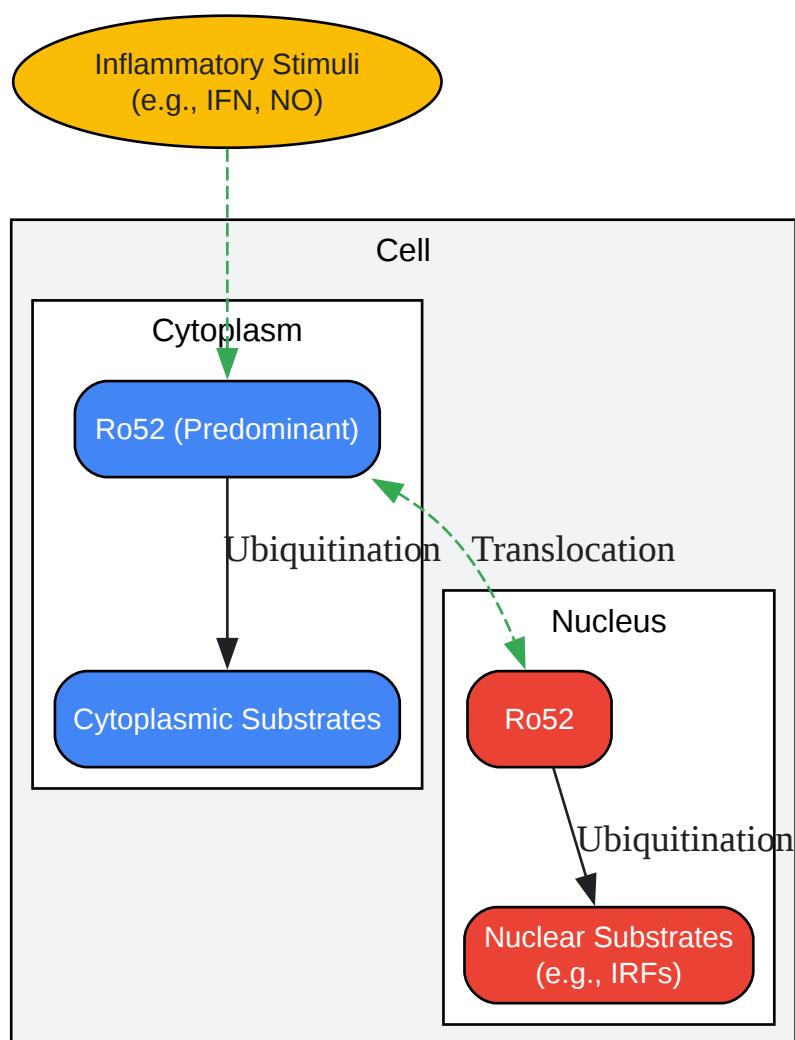 Inflammatory Stimuli
(e.g., IFN, NO)
Cell
Cytoplasm
Ro52 (Predominant)
Ubiquitination
Translocation
Nucleus
Cytoplasmic Substrates
Ro52
Ubiquitination
Nuclear Substrates
(e.g., IRFs)